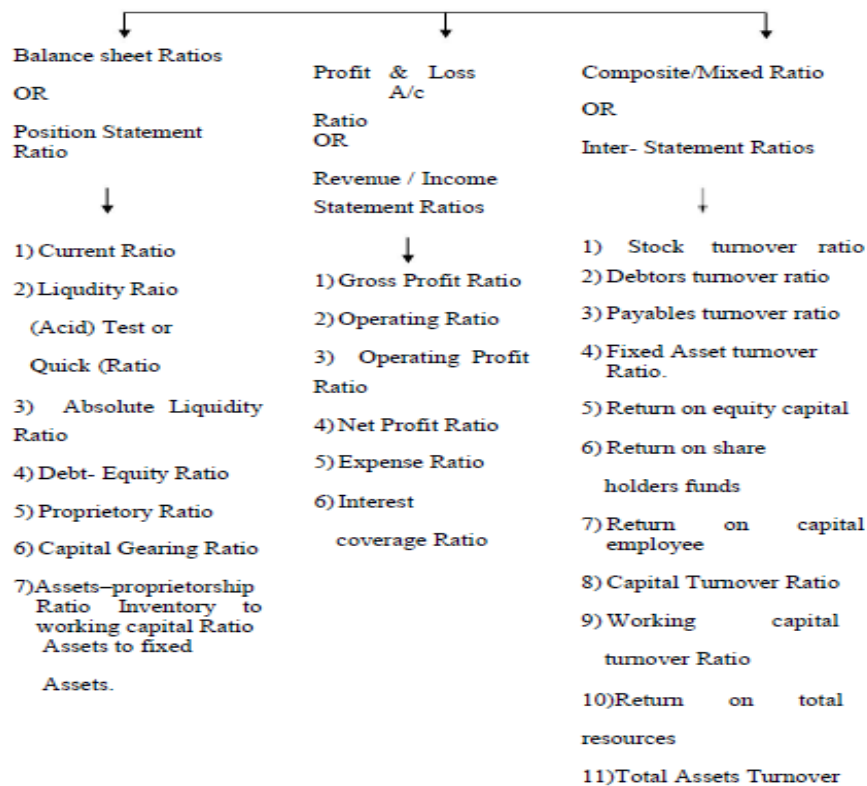 Balance sheet Ratios
OR
Position Statement
Ratio
1) Current Ratio
2) Liqudity Raio
(Acid) Test or
Quick (Ratio
3) Absolute Liquidity
Ratio
4) Debt- Equity Ratio
5) Proprietory Ratio
6) Capital Gearing Ratio
7) Assets–proprietorship
Ratio Inventory to
working capital Ratio
Assets to fixed
Assets.
Profit & Loss
A/c
Ratio
OR
Revenue / Income
Statement Ratios
1) Gross Profit Ratio
2) Operating Ratio
3) Operating Profit
Ratio
4) Net Profit Ratio
5) Expense Ratio
6) Interest
coverage Ratio
Composite/Mixed Ratio
OR
Inter- Statement Ratios
1) Stock turnover ratio
2) Debtors turnover ratio
3) Payables turnover ratio
4) Fixed Asset turnover
Ratio.
5) Return on equity capital
6) Return on share
holders funds
7) Return on capital
employee
8) Capital Turnover Ratio
9) Working capital
turnover Ratio
10)Return on total
resources
11)Total Assets Turnover